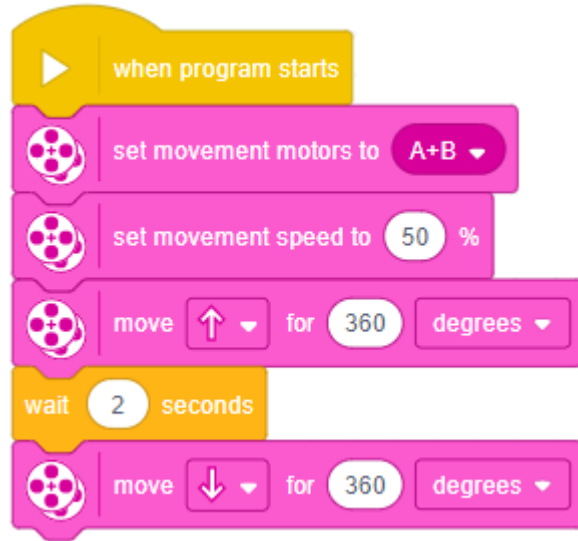 when program starts
set movement motors to A+B
set movement speed to 50 %
move for 360 degrees
wait 2 seconds
move for 360 degrees